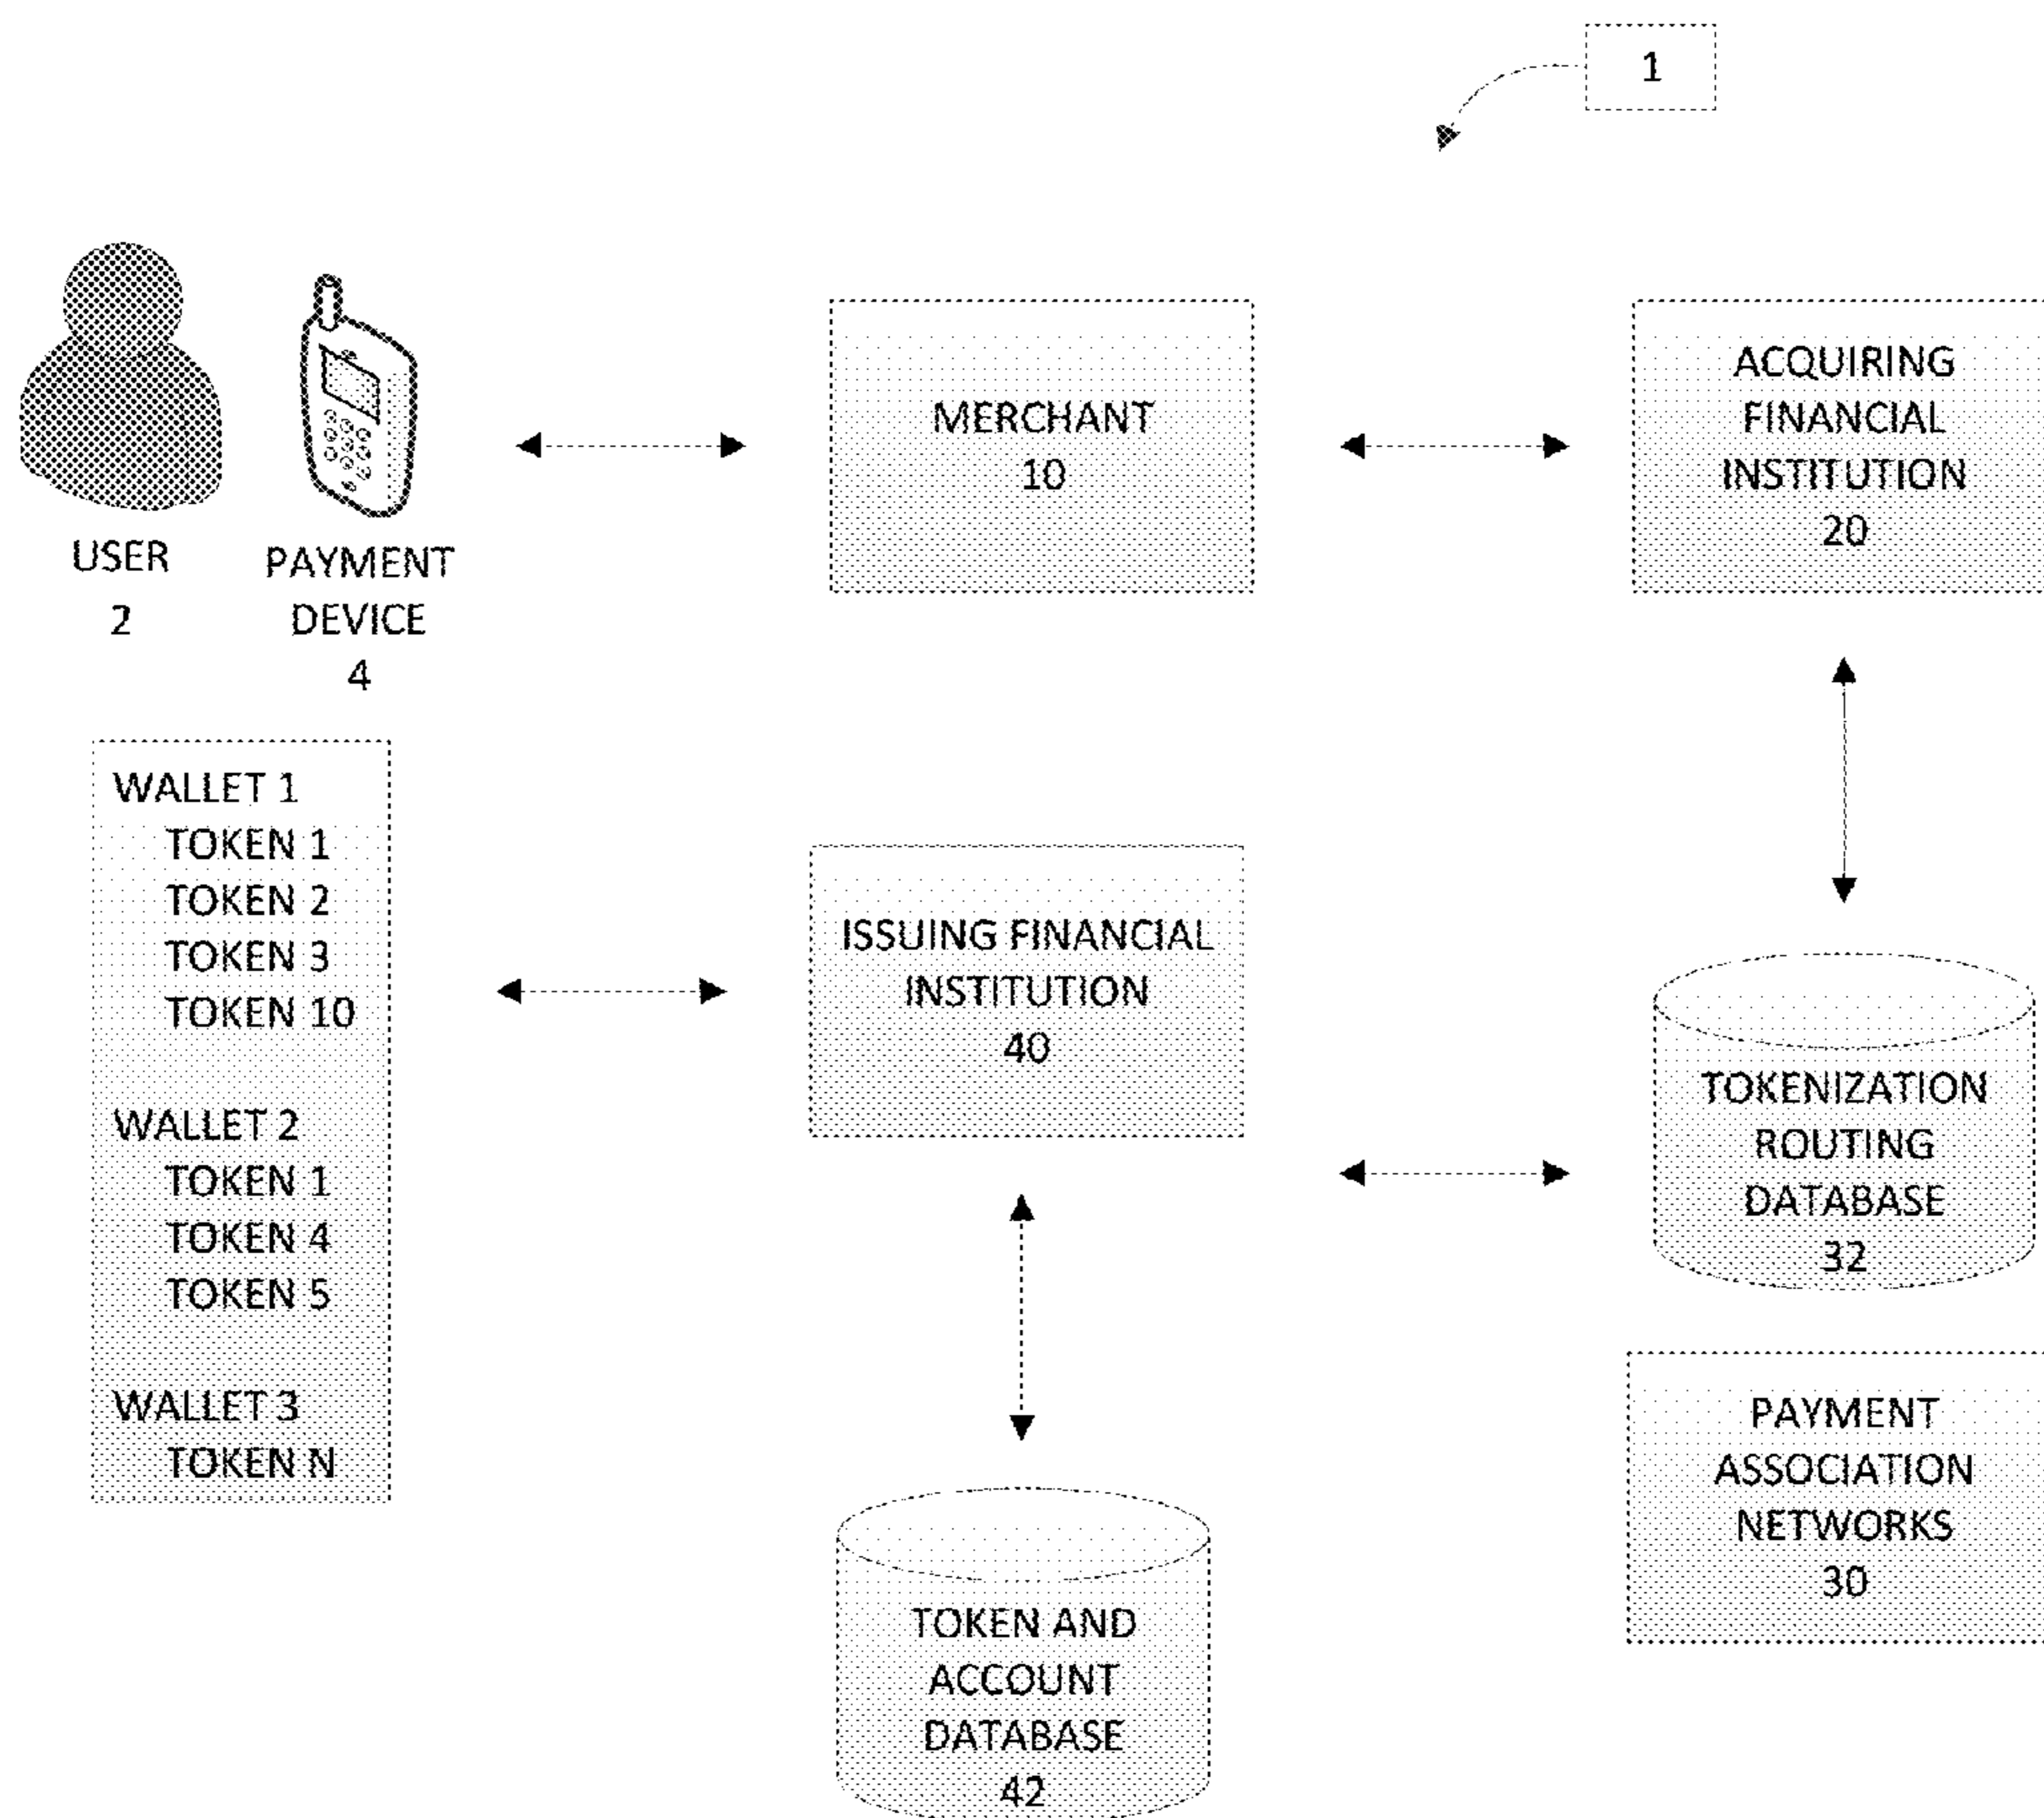 1
USER
2
PAYMENT
DEVICE
4
MERCHANT
10
ACQUIRING
FINANCIAL
INSTITUTION
20
WALLET 1
TOKEN 1
TOKEN 2
TOKEN 3
TOKEN 10
WALLET 2
TOKEN 1
TOKEN 4
TOKEN 5
WALLET 3
TOKEN N
ISSUING FINANCIAL
INSTITUTION
40
TOKENIZATION
ROUTING
DATABASE
32
PAYMENT
ASSOCIATION
NETWORKS
30
TOKEN AND
ACCOUNT
DATABASE
42